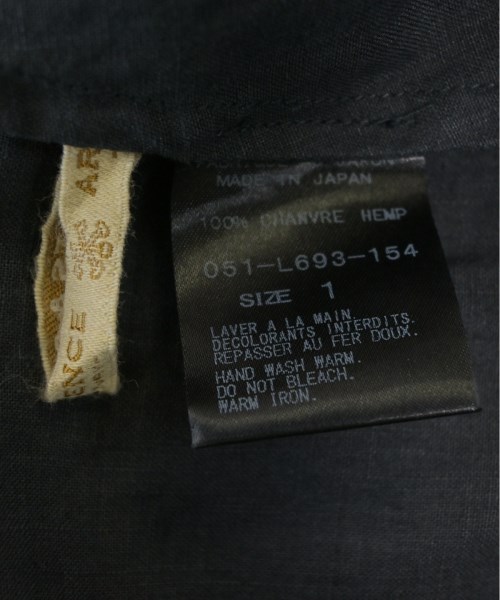 MADE IN JAPAN
100% CHANVRE HEMP
051-L693-154
SIZE 1
LAVER A LA MAIN.
DECOLORANTS INTERDITS.
REPASSER AU FER DOUX.
HAND WASH WARM.
DO NOT BLEACH.
WARM IRON.